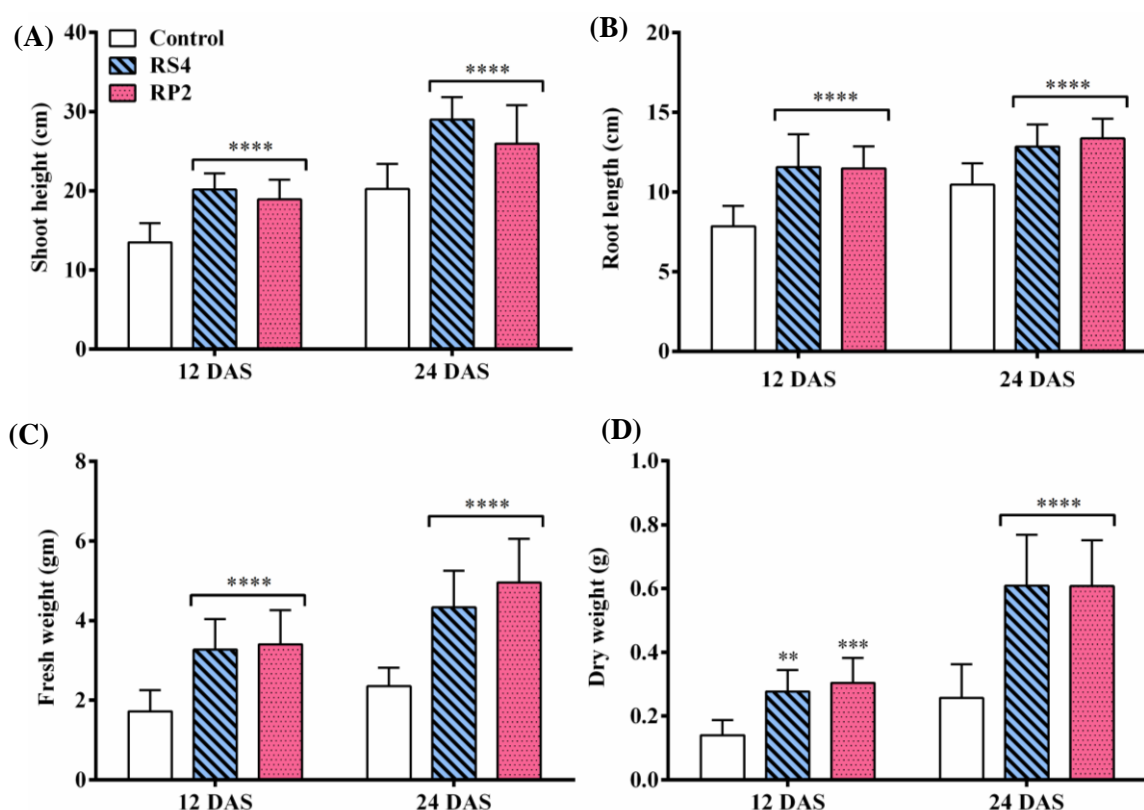 (A)
Control
RS4
RP2
Shoot height (cm)
40
30
20
10
0
****
****
12 DAS
24 DAS
(B)
Root length (cm)
20
15
10
5
0
****
****
12 DAS
24 DAS
(C)
Fresh weight (gm)
8
6
4
2
0
****
****
12 DAS
24 DAS
(D)
Dry weight (g)
1.0
0.8
0.6
0.4
0.2
0.0
**
***
****
12 DAS
24 DAS